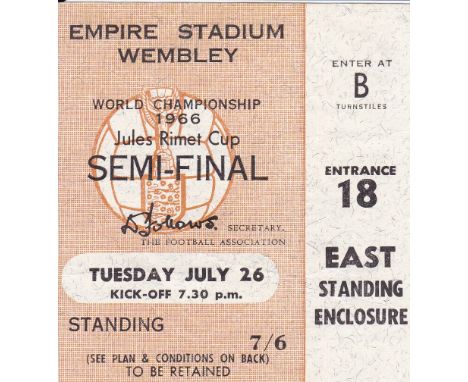 EMPIRE STADIUM
WEMBLEY
WORLD CHAMPIONSHIP
1966
Jules Rimet Cup
SEMI-FINAL
D Follows.
SECRETARY,
THE FOOTBALL ASSOCIATION
TUESDAY JULY 26
KICK-OFF 7.30 p.m.
STANDING
7/6
(SEE PLAN & CONDITIONS ON BACK)
TO BE RETAINED
ENTER AT
B
TURNSTILES
ENTRANCE
18
EAST
STANDING
ENCLOSURE